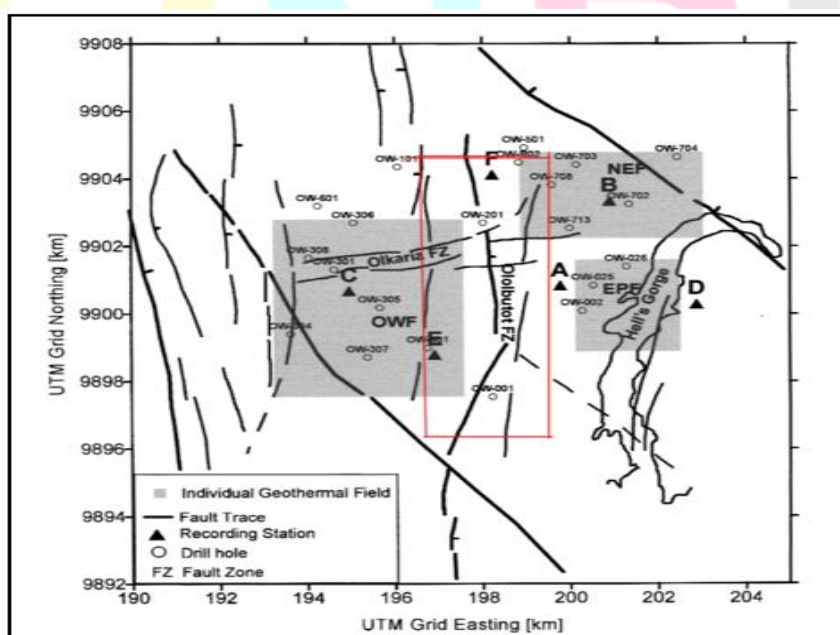 9908
9906
9904
9902
9900
9898
9896
9894
9892
UTM Grid Northing [km]
OW-501
F
OW-101
OW-703
OW-704
NEF
OW-708
B
OW-702
OW-601
OW-306
OW-201
OW-713
OW-308
Olkaria FZ
OW-301
C
Ololbutot FZ
A
OW-026
OW-025
EPF
D
OW-305
OW-002
Hell's Gorge
OWF
E
OW-307
OW-001
Individual Geothermal Field
Fault Trace
Recording Station
Drill hole
FZ Fault Zone
190 192 194 196 198 200 202 204
UTM Grid Easting [km]